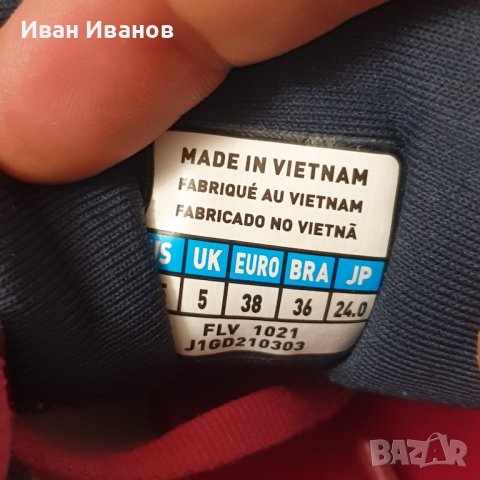 Иван Иванов
MADE IN VIETNAM
FABRIQUÉ AU VIETNAM
FABRICADO NO VIETNÃ
UK EURO BRA JP
5 38 36 24.0
FLV 1021
J1GD210303
BAZAR